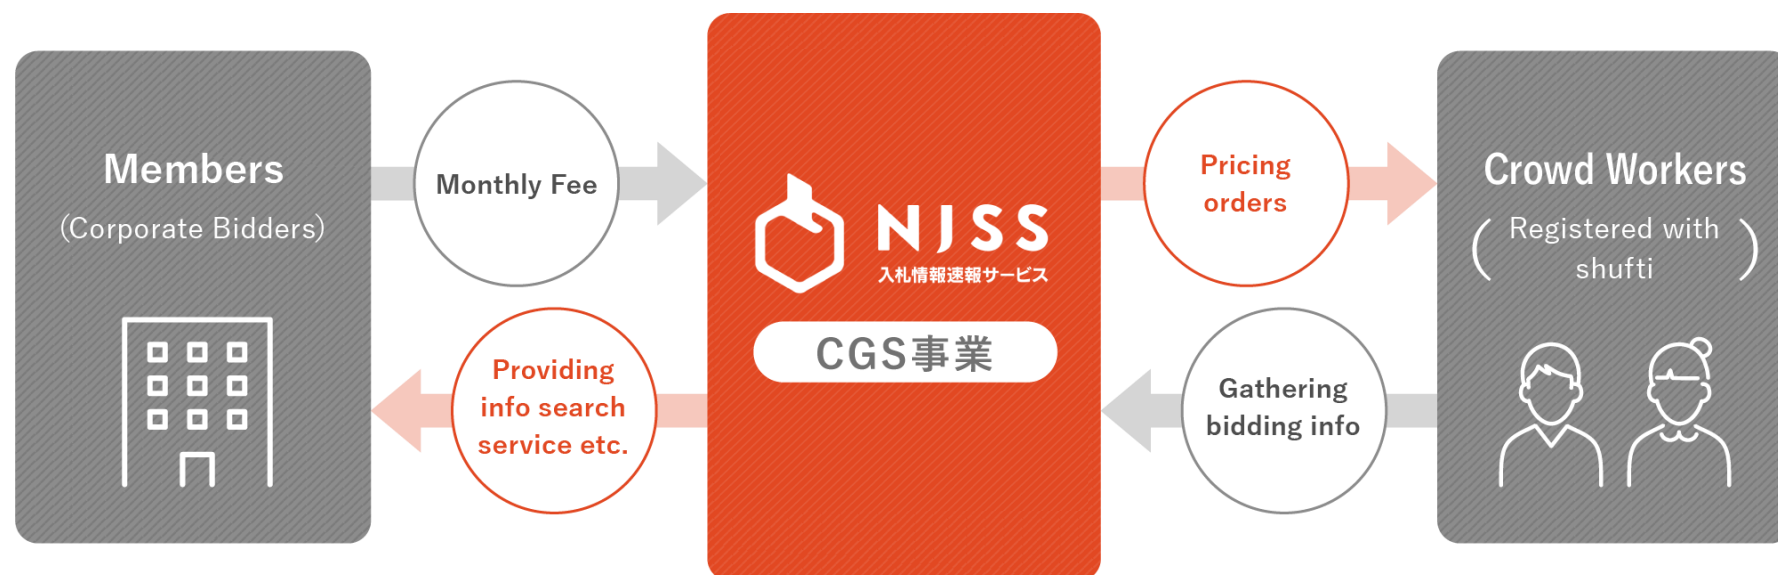 Members
(Corporate Bidders)
Monthly Fee
Providing
info search
service etc.
NJSS
入札情報速報サービス
CGS事業
Pricing
orders
Gathering
bidding info
Crowd Workers
(Registered with
shufti)